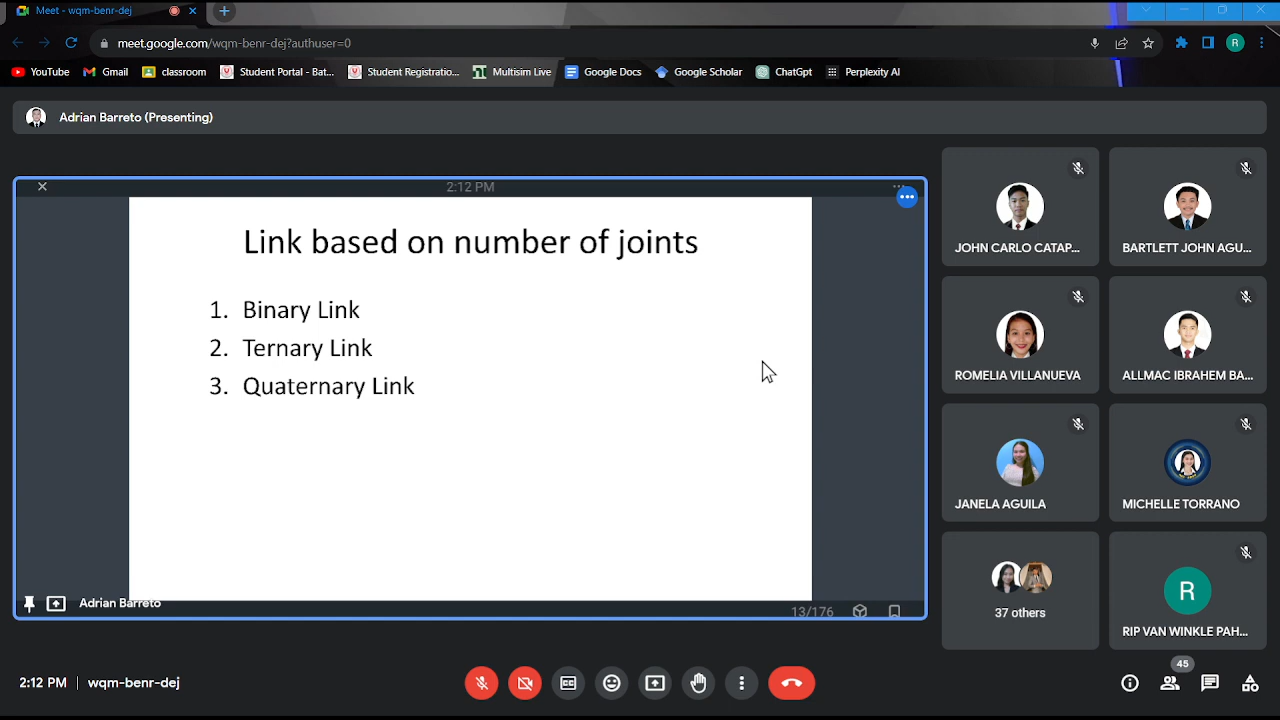 Meet - wqm-benr-dej
meet.google.com/wqm-benr-dej?authuser=0
R
YouTube
Gmail
classroom
Student Portal - Bat...
Student Registratio...
Multisim Live
Google Docs
Google Scholar
ChatGpt
Perplexity AI
Adrian Barreto (Presenting)
2:12 PM
Link based on number of joints
1. Binary Link
2. Ternary Link
3. Quaternary Link
Adrian Barreto
13/176
JOHN CARLO CATAP...
BARTLETT JOHN AGU...
ROMELIA VILLANUEVA
ALLMAC IBRAHEM BA...
JANELA AGUILA
MICHELLE TORRANO
37 others
R
RIP VAN WINKLE PAH...
2:12 PM | wqm-benr-dej
45